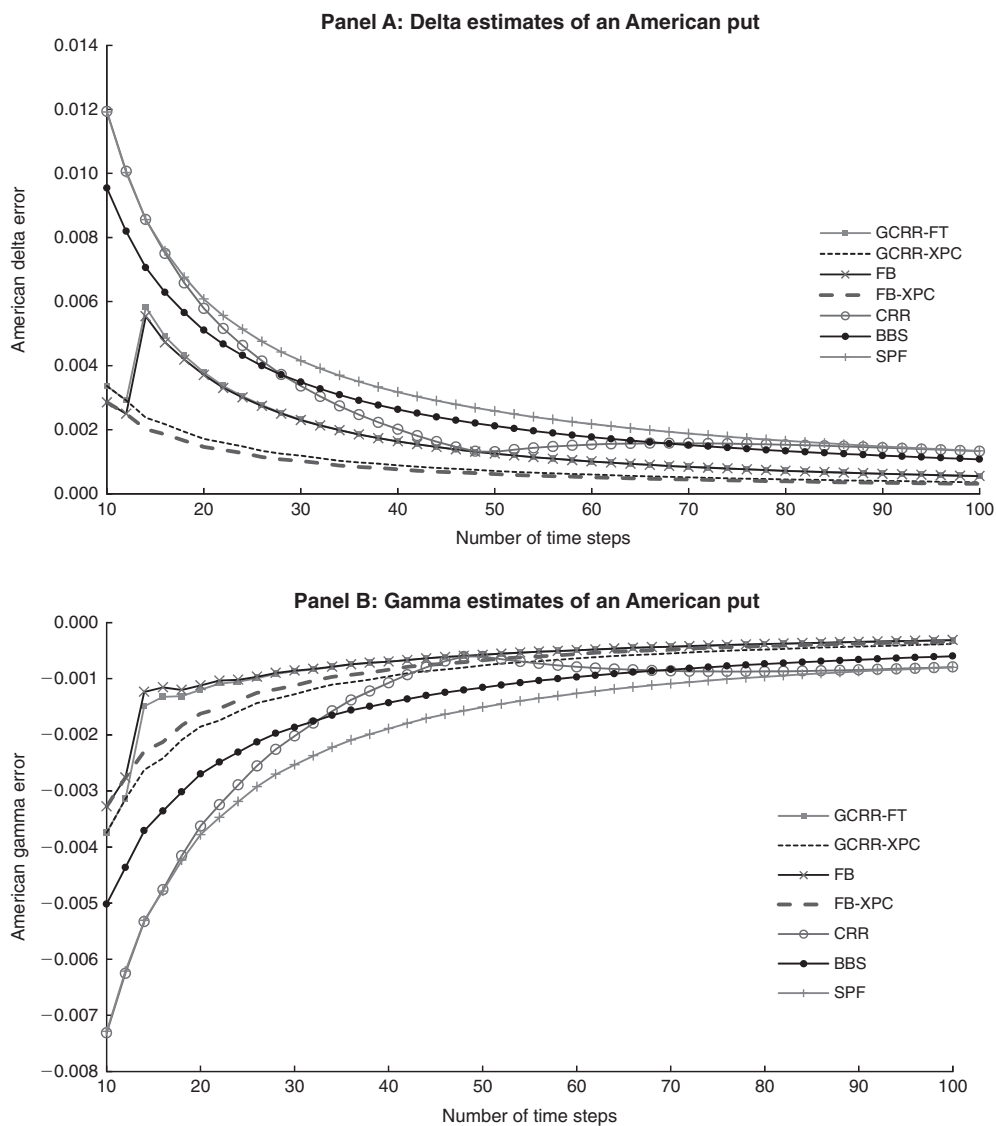 Panel A: Delta estimates of an American put
0.014
0.012
0.010
0.008
0.006
0.004
0.002
0.000
American delta error
GCRR-FT
GCRR-XPC
FB
FB-XPC
CRR
BBS
SPF
10 20 30 40 50 60 70 80 90 100
Number of time steps
Panel B: Gamma estimates of an American put
0.000
−0.001
−0.002
−0.003
−0.004
−0.005
−0.006
−0.007
−0.008
American gamma error
GCRR-FT
GCRR-XPC
FB
FB-XPC
CRR
BBS
SPF
10 20 30 40 50 60 70 80 90 100
Number of time steps